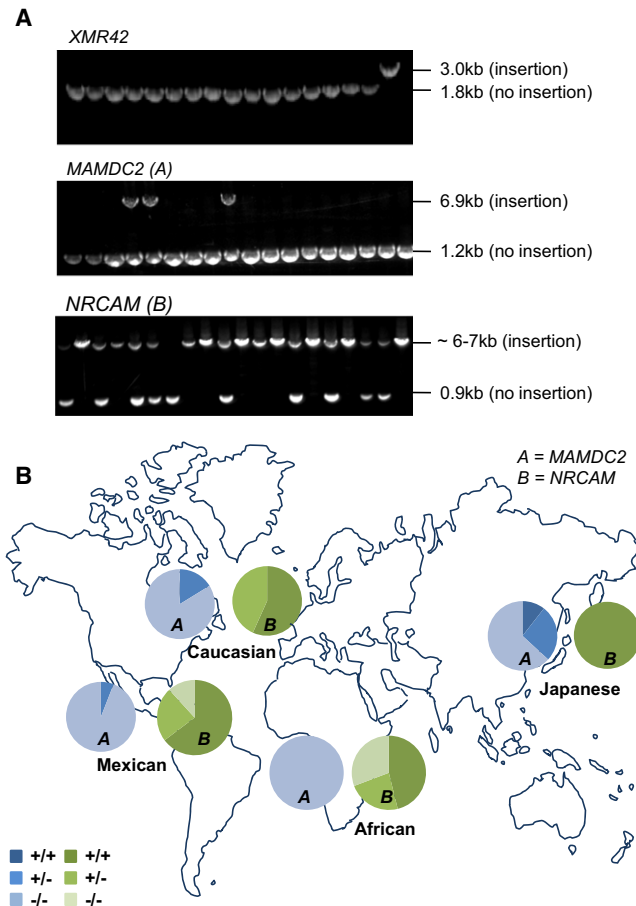 A
XMR42
3.0kb (insertion)
1.8kb (no insertion)
MAMDC2 (A)
6.9kb (insertion)
1.2kb (no insertion)
NRCAM (B)
~ 6-7kb (insertion)
0.9kb (no insertion)
B
A = MAMDC2
B = NRCAM
A B
Caucasian
A B
Japanese
A B
Mexican
A B
African
+/+ +/+
+/- +/-
-/- -/-